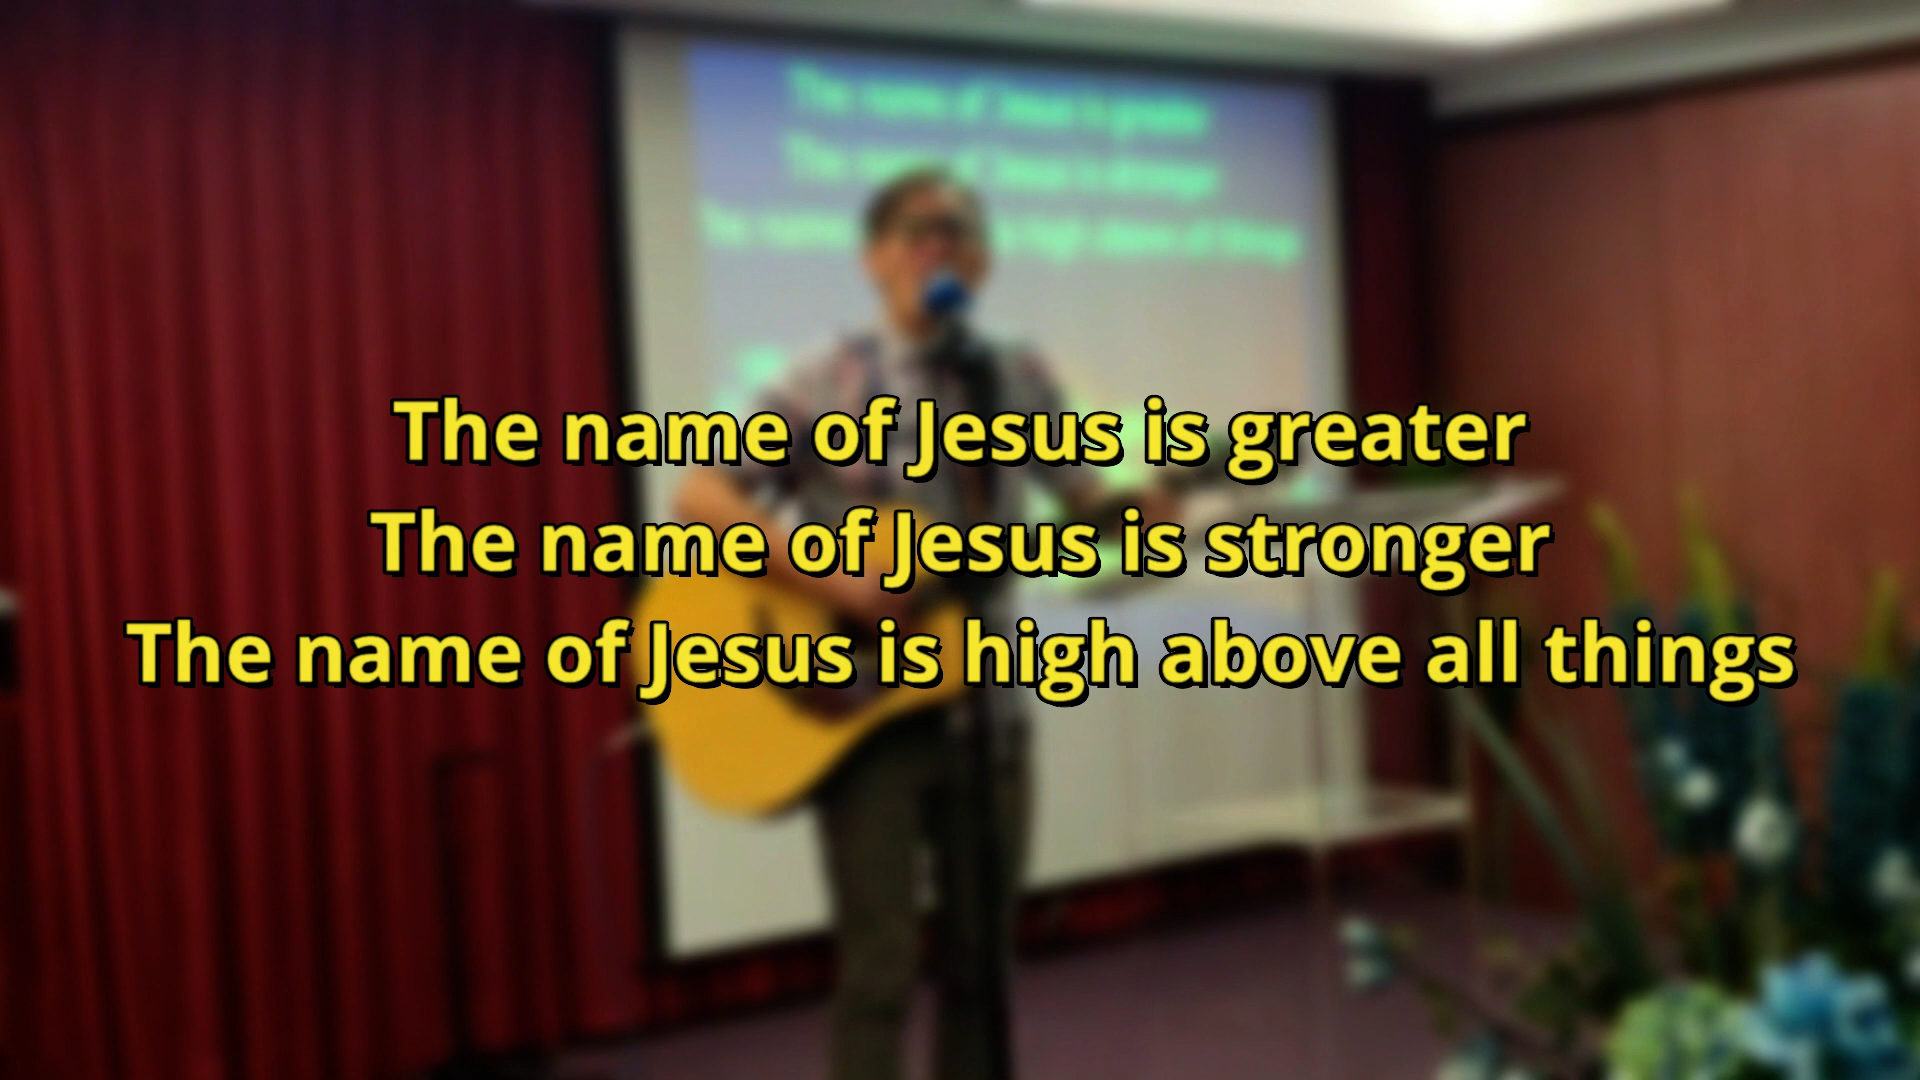 The name of Jesus is greater
The name of Jesus is stronger
The name of Jesus is high above all things